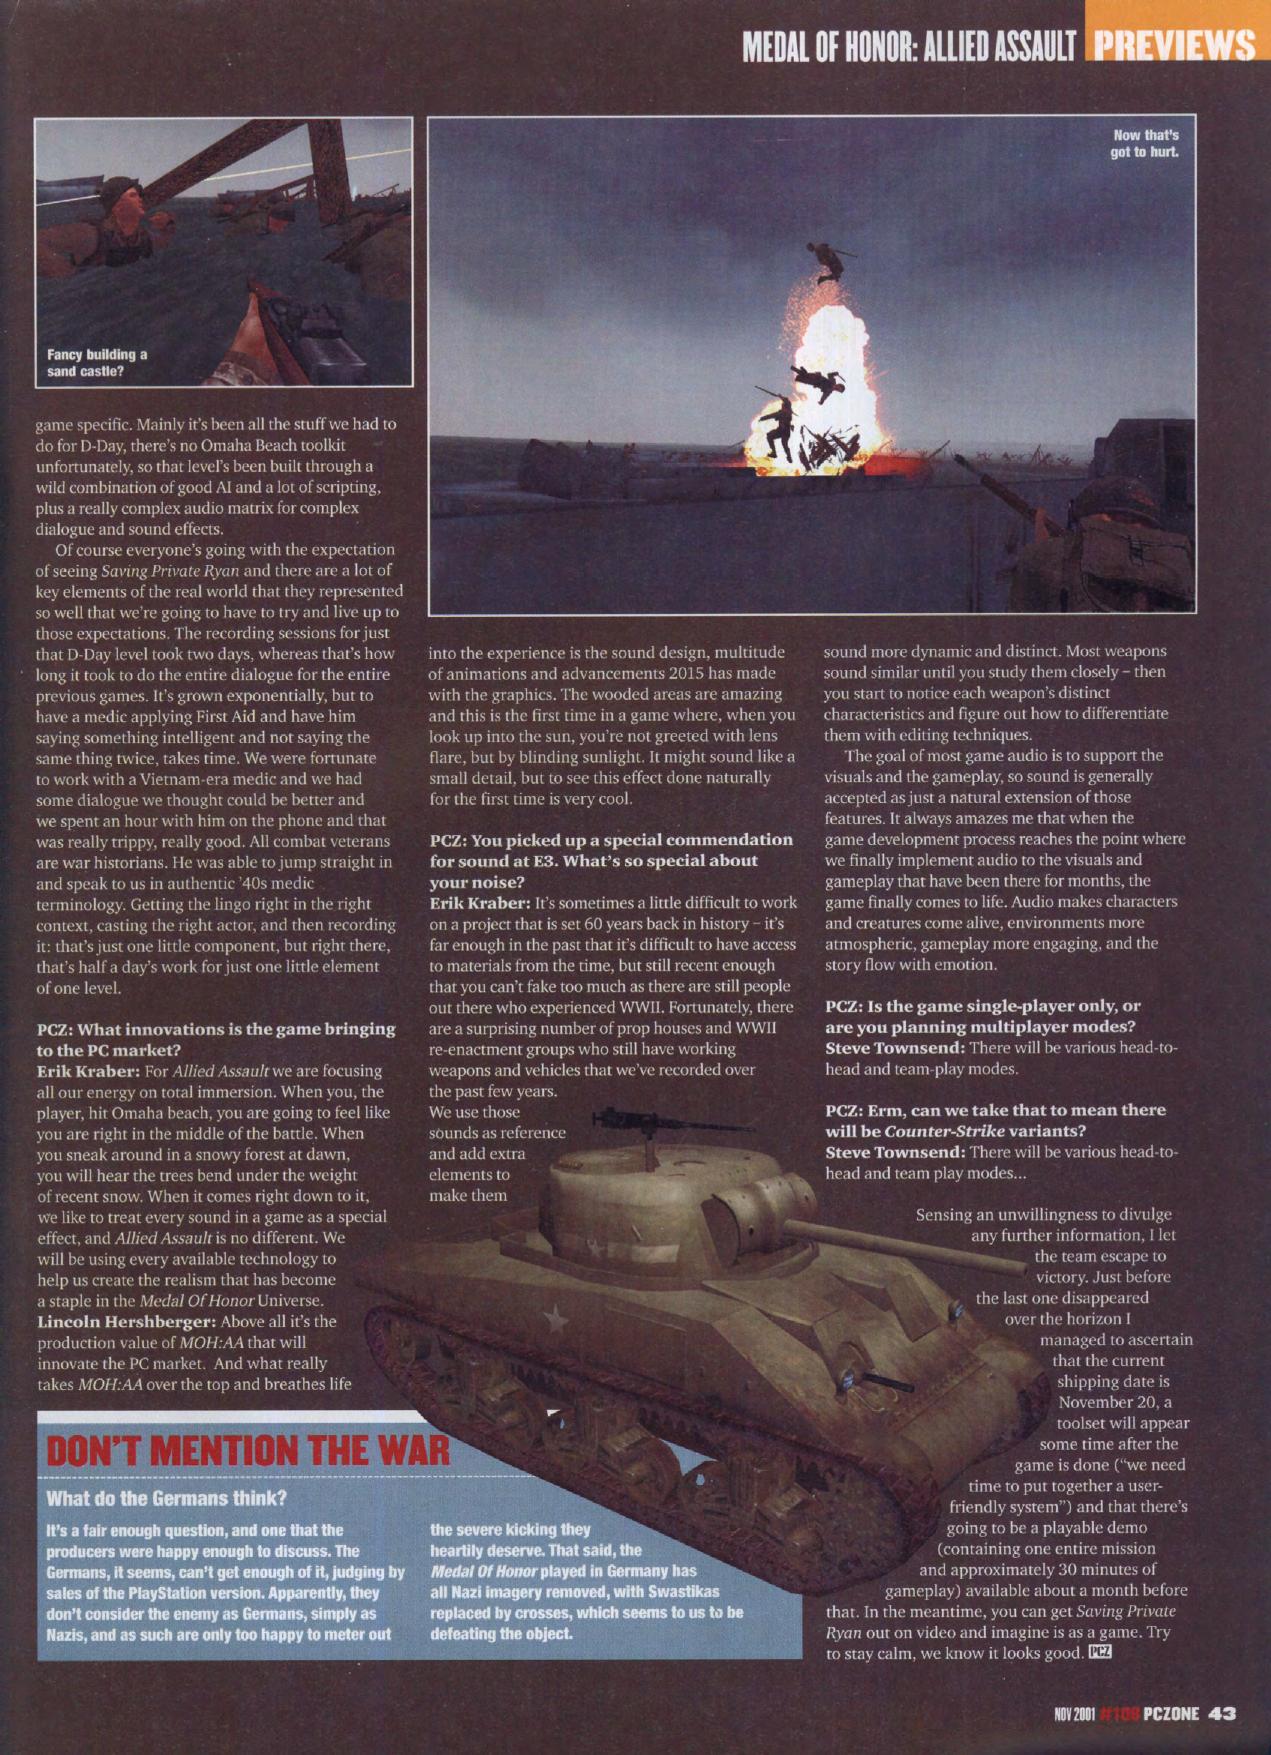 MEDAL OF HONOR: ALLIED ASSAULT PREVIEWS
Fancy building a
sand castle?
Now that's
got to hurt.
game specific. Mainly it's been all the stuff we had to
do for D-Day, there's no Omaha Beach toolkit
unfortunately, so that level's been built through a
wild combination of good AI and a lot of scripting,
plus a really complex audio matrix for complex
dialogue and sound effects.
Of course everyone's going with the expectation
of seeing Saving Private Ryan and there are a lot of
key elements of the real world that they represented
so well that we're going to have to try and live up to
those expectations. The recording sessions for just
that D-Day level took two days, whereas that's how
long it took to do the entire dialogue for the entire
previous games. It's grown exponentially, but to
have a medic applying First Aid and have him
saying something intelligent and not saying the
same thing twice, takes time. We were fortunate
to work with a Vietnam-era medic and we had
some dialogue we thought could be better and
we spent an hour with him on the phone and that
was really trippy, really good. All combat veterans
are war historians. He was able to jump straight in
and speak to us in authentic '40s medic
terminology. Getting the lingo right in the right
context, casting the right actor, and then recording
it: that's just one little component, but right there,
that's half a day's work for just one little element
of one level.
PCZ: What innovations is the game bringing
to the PC market?
Erik Kraber: For Allied Assault we are focusing
all our energy on total immersion. When you, the
player, hit Omaha beach, you are going to feel like
you are right in the middle of the battle. When
you sneak around in a snowy forest at dawn,
you will hear the trees bend under the weight
of recent snow. When it comes right down to it,
we like to treat every sound in a game as a special
effect, and Allied Assault is no different. We
will be using every available technology to
help us create the realism that has become
a staple in the Medal Of Honor Universe.
Lincoln Hershberger: Above all it's the
production value of MOH:AA that will
innovate the PC market. And what really
takes MOH:AA over the top and breathes life
into the experience is the sound design, multitude
of animations and advancements 2015 has made
with the graphics. The wooded areas are amazing
and this is the first time in a game where, when you
look up into the sun, you're not greeted with lens
flare, but by blinding sunlight. It might sound like a
small detail, but to see this effect done naturally
for the first time is very cool.
PCZ: You picked up a special commendation
for sound at E3. What's so special about
your noise?
Erik Kraber: It's sometimes a little difficult to work
on a project that is set 60 years back in history – it's
far enough in the past that it's difficult to have access
to materials from the time, but still recent enough
that you can't fake too much as there are still people
out there who experienced WWII. Fortunately, there
are a surprising number of prop houses and WWII
re-enactment groups who still have working
weapons and vehicles that we've recorded over
the past few years.
We use those
sounds as reference
and add extra
elements to
make them
sound more dynamic and distinct. Most weapons
sound similar until you study them closely – then
you start to notice each weapon's distinct
characteristics and figure out how to differentiate
them with editing techniques.
The goal of most game audio is to support the
visuals and the gameplay, so sound is generally
accepted as just a natural extension of those
features. It always amazes me that when the
game development process reaches the point where
we finally implement audio to the visuals and
gameplay that have been there for months, the
game finally comes to life. Audio makes characters
and creatures come alive, environments more
atmospheric, gameplay more engaging, and the
story flow with emotion.
PCZ: Is the game single-player only, or
are you planning multiplayer modes?
Steve Townsend: There will be various head-to-
head and team-play modes.
PCZ: Erm, can we take that to mean there
will be Counter-Strike variants?
Steve Townsend: There will be various head-to-
head and team play modes...
Sensing an unwillingness to divulge
any further information, I let
the team escape to
victory. Just before
the last one disappeared
over the horizon I
managed to ascertain
that the current
shipping date is
November 20, a
toolset will appear
some time after the
game is done ("we need
time to put together a user-
friendly system") and that there's
going to be a playable demo
(containing one entire mission
and approximately 30 minutes of
gameplay) available about a month before
that. In the meantime, you can get Saving Private
Ryan out on video and imagine is as a game. Try
to stay calm, we know it looks good. PCZ
DON'T MENTION THE WAR
What do the Germans think?
It's a fair enough question, and one that the
producers were happy enough to discuss. The
Germans, it seems, can't get enough of it, judging by
sales of the PlayStation version. Apparently, they
don't consider the enemy as Germans, simply as
Nazis, and as such are only too happy to meter out
the severe kicking they
heartily deserve. That said, the
Medal Of Honor played in Germany has
all Nazi imagery removed, with Swastikas
replaced by crosses, which seems to us to be
defeating the object.
NOV 2001 #108 PCZONE 43